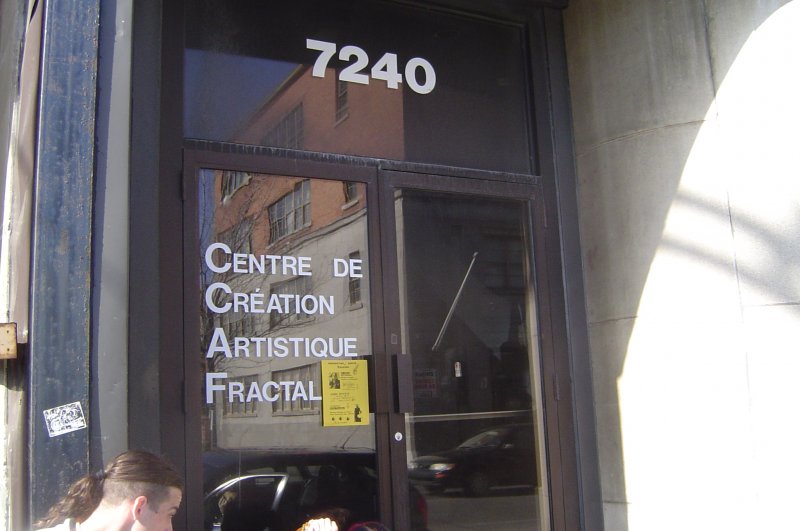 7240
CENTRE DE
CRÉATION
ARTISTIQUE
FRACTAL